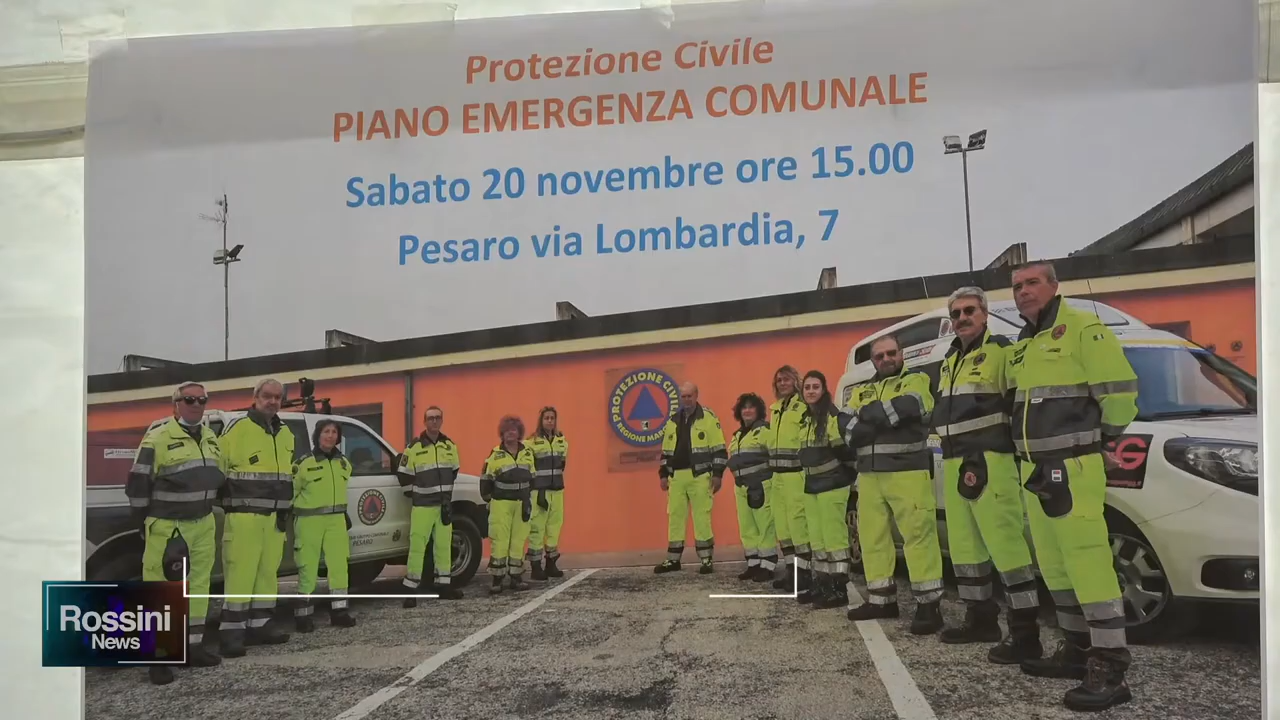 Protezione Civile
PIANO EMERGENZA COMUNALE
Sabato 20 novembre ore 15.00
Pesaro via Lombardia, 7
PROTEZIONE CIVILE
REGIONE MARCHE
PESARO
Rossini
News